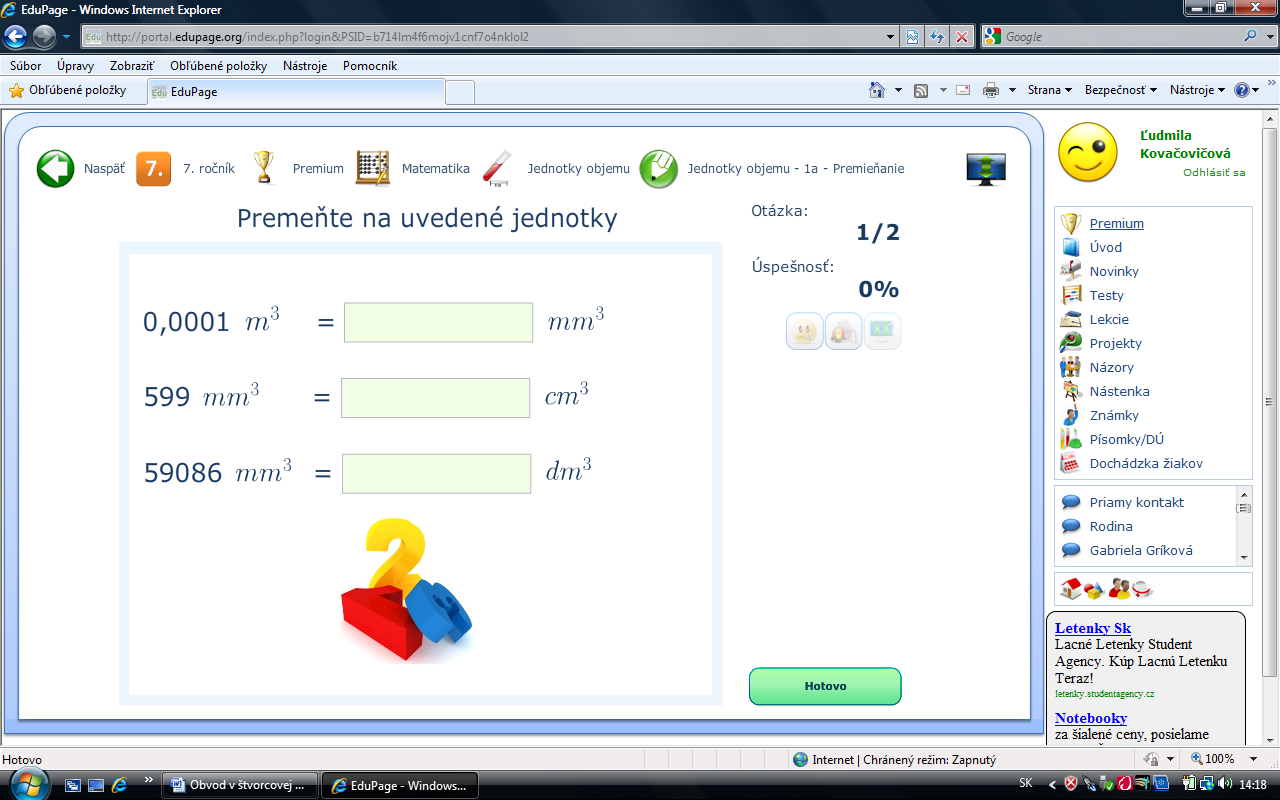 EduPage - Windows Internet Explorer
http://portal.edupage.org/index.php?login&PSID=b714lm4f6mojv1cnf7o4nklol2
Google
Súbor Úpravy Zobraziť Obľúbené položky Nástroje Pomocník
Obľúbené položky
EduPage
Strana Bezpečnosť Nástroje
Naspäť
7.
7. ročník
Premium
Matematika
Jednotky objemu
Jednotky objemu - 1a - Premieňanie
Premeňte na uvedené jednotky
0,0001 m³ = mm³
599 mm³ = cm³
59086 mm³ = dm³
Otázka:
1/2
Úspešnosť:
0%
Hotovo
Ľudmila
Kovačovičová
Odhlásiť sa
Premium
Úvod
Novinky
Testy
Lekcie
Projekty
Názory
Nástenka
Známky
Písomky/DÚ
Dochádzka žiakov
Priamy kontakt
Rodina
Gabriela Gríková
Letenky Sk
Lacné Letenky Student
Agency. Kúp Lacnú Letenku
Teraz!
letenky.studentagency.cz
Notebooky
za šialené ceny, posielame
Hotovo
Internet | Chránený režim: Zapnutý
100%
Obvod v štvorcovej ...
EduPage - Windows...
SK
14:18